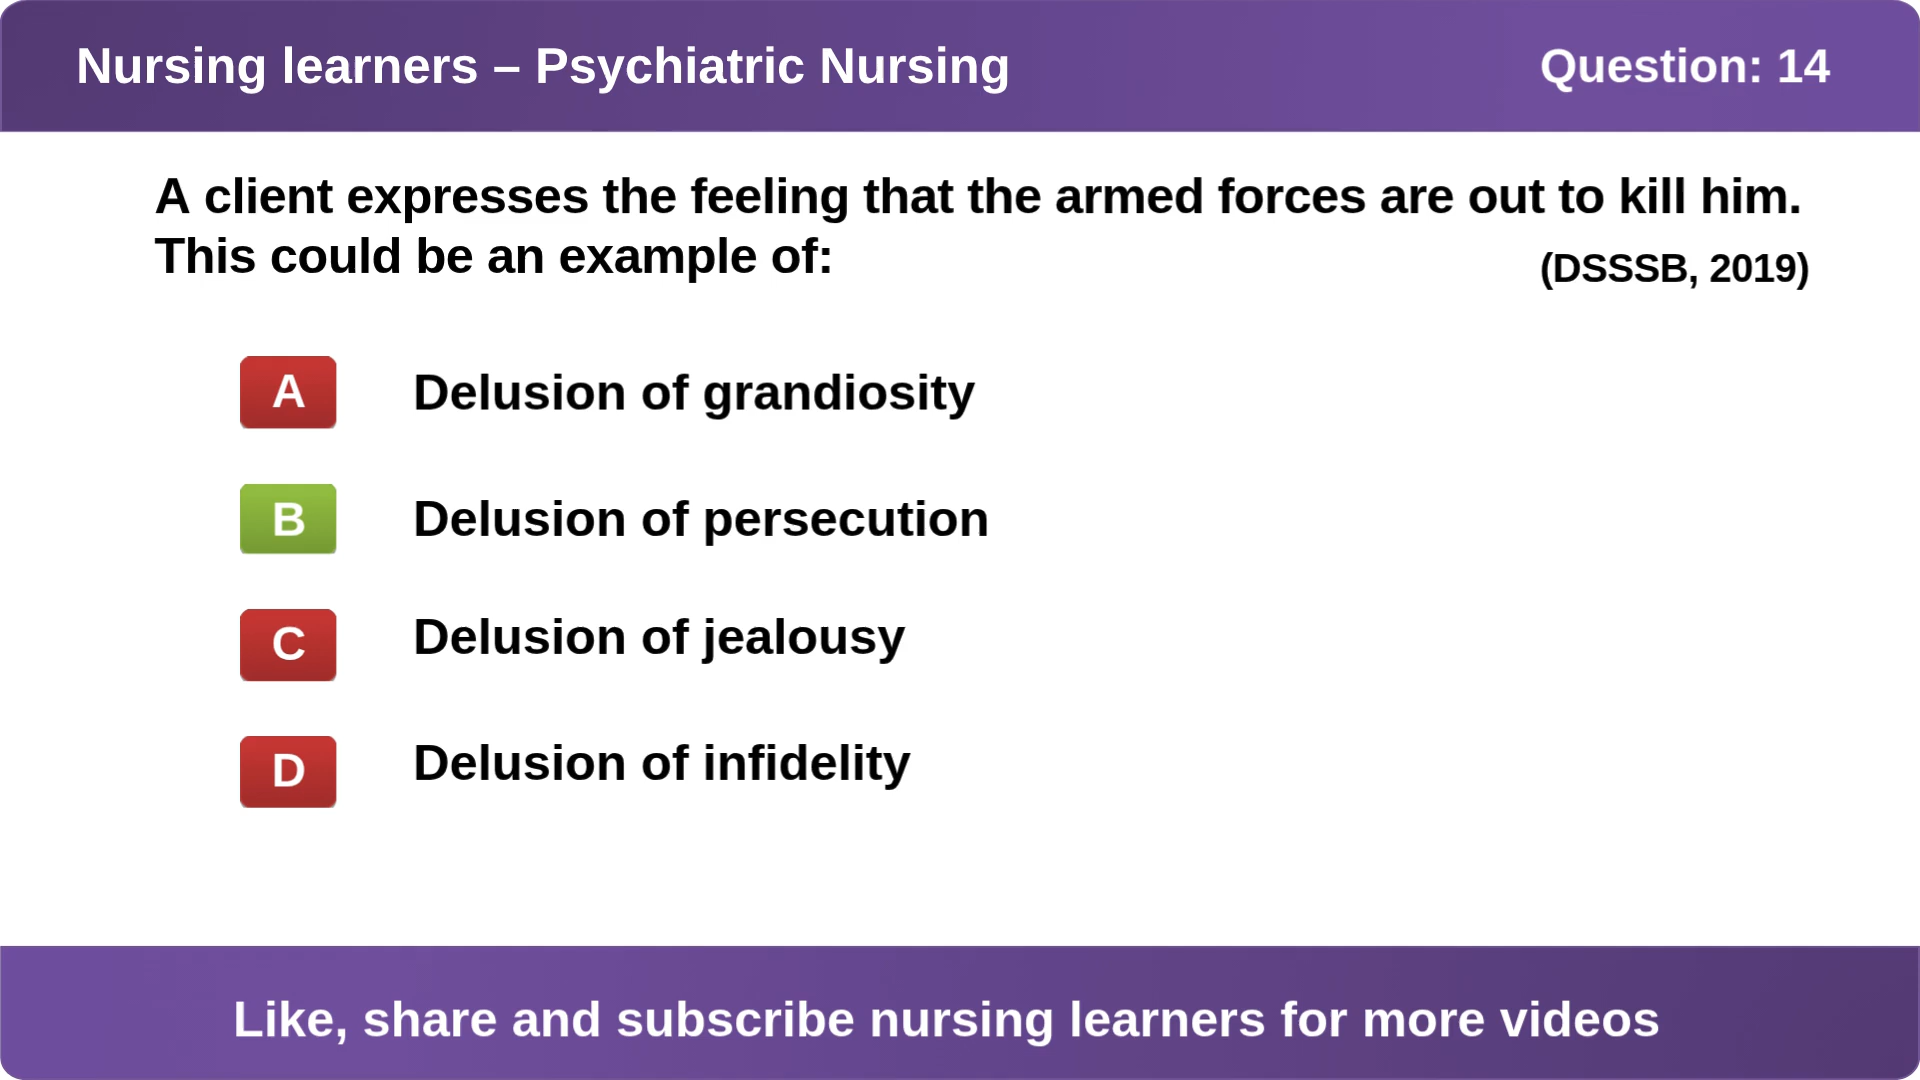 Nursing learners – Psychiatric Nursing
Question: 14
A client expresses the feeling that the armed forces are out to kill him.
This could be an example of:
(DSSSB, 2019)
A Delusion of grandiosity
B Delusion of persecution
C Delusion of jealousy
D Delusion of infidelity
Like, share and subscribe nursing learners for more videos